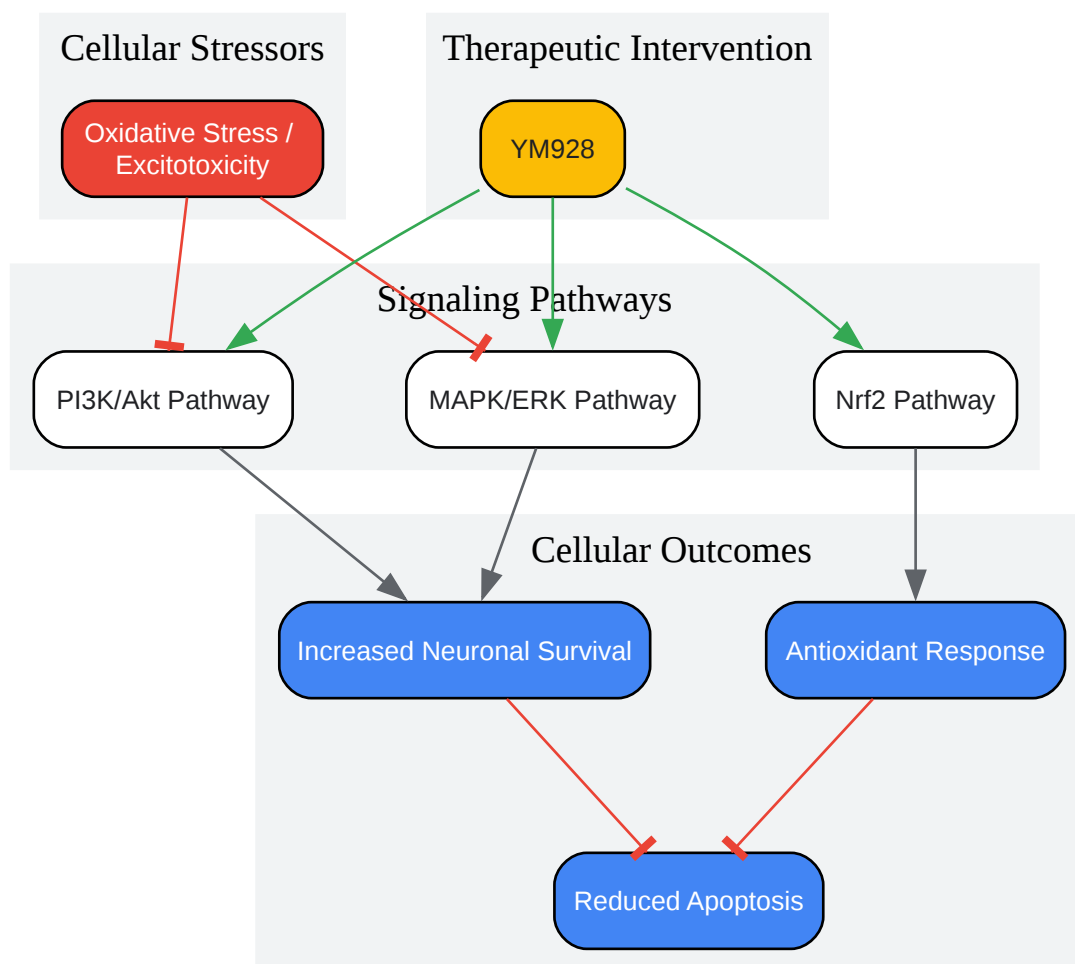 Cellular Stressors
Therapeutic Intervention
Oxidative Stress /
Excitotoxicity
YM928
Signaling Pathways
PI3K/Akt Pathway
MAPK/ERK Pathway
Nrf2 Pathway
Cellular Outcomes
Increased Neuronal Survival
Antioxidant Response
Reduced Apoptosis